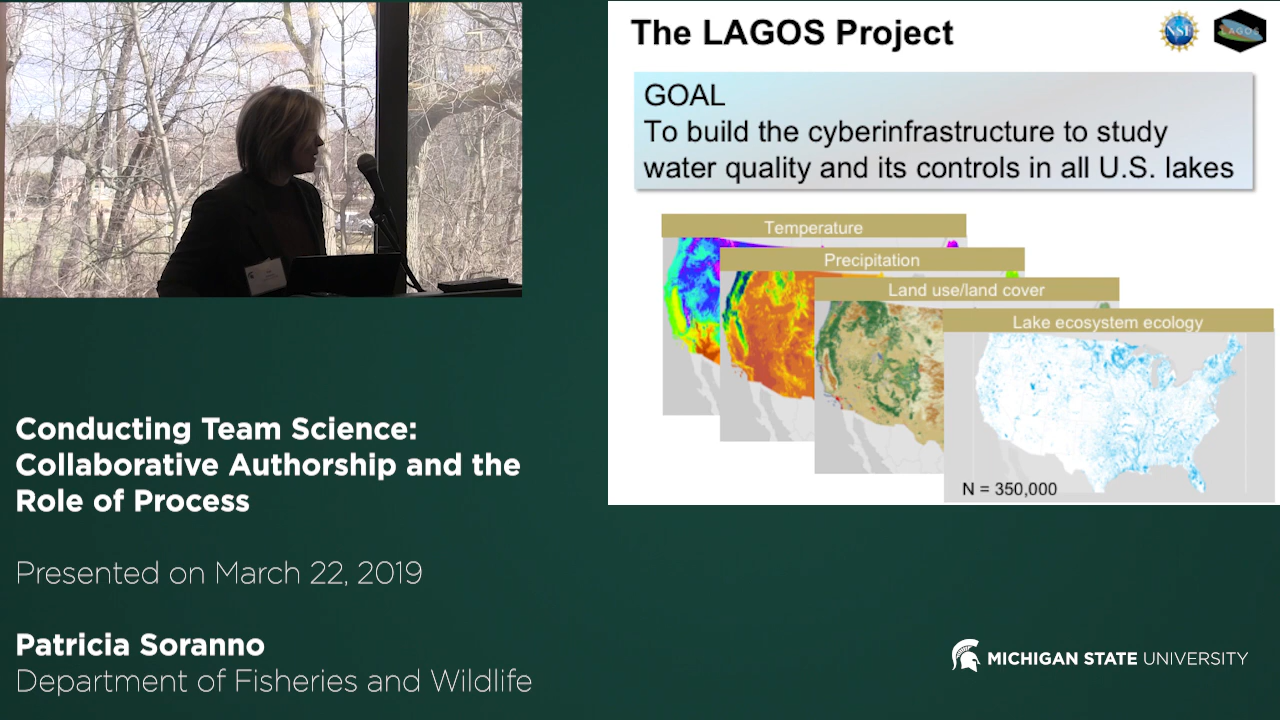 The LAGOS Project
NSF
LAGOS
GOAL
To build the cyberinfrastructure to study
water quality and its controls in all U.S. lakes
Temperature
Precipitation
Land use/land cover
Lake ecosystem ecology
N = 350,000
Conducting Team Science:
Collaborative Authorship and the
Role of Process
Presented on March 22, 2019
Patricia Soranno
Department of Fisheries and Wildlife
MICHIGAN STATE UNIVERSITY